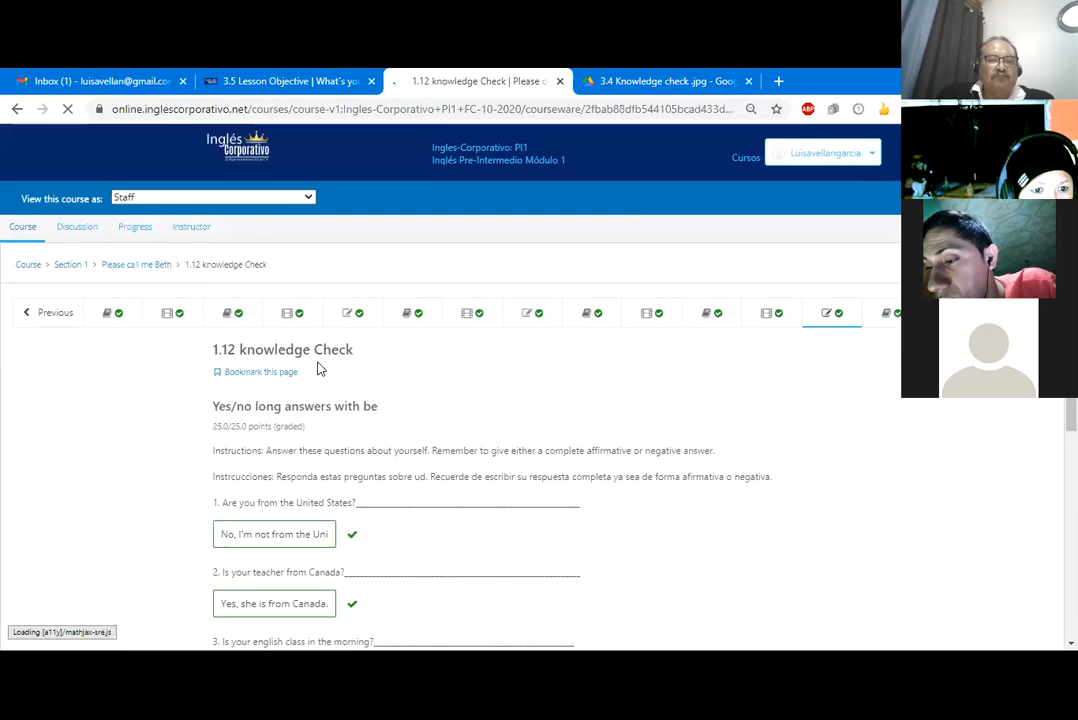 Inbox (1) - luisavellan@gmail.con
3.5 Lesson Objective | What's yo
1.12 knowledge Check | Please c
3.4 Knowledge check .jpg - Goo
online.inglescorporativo.net/courses/course-v1:Ingles-Corporativo+PI1+FC-10-2020/courseware/2fbab88dfb544105bcad433d...
ABP
Inglés
Corporativo
Ingles-Corporativo: PI1
Inglés Pre-Intermedio Módulo 1
Cursos
Luisavellangarcia
View this course as:
Staff
Course
Discussion
Progress
Instructor
Course > Section 1 > Please call me Beth > 1.12 knowledge Check
Previous
1.12 knowledge Check
Bookmark this page
Yes/no long answers with be
25.0/25.0 points (graded)
Instructions: Answer these questions about yourself. Remember to give either a complete affirmative or negative answer.
Instrcucciones: Responda estas preguntas sobre ud. Recuerde de escribir su respuesta completa ya sea de forma afirmativa o negativa.
1. Are you from the United States?
No, I'm not from the Uni
2. Is your teacher from Canada?
Yes, she is from Canada.
3. Is your english class in the morning?
Loading [a11y]/mathjax-sre.js